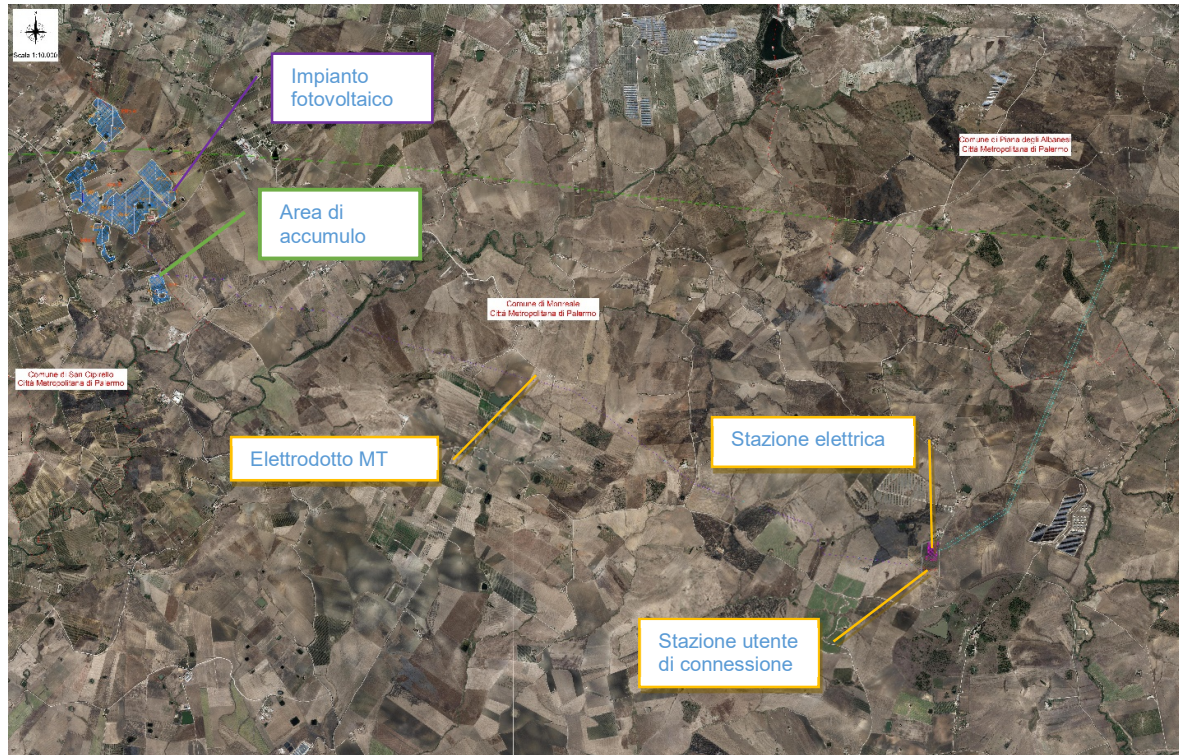 Scala 1:10.000
Impianto
fotovoltaico
Comune di Piana degli Albanesi
Città Metropolitana di Palermo
Area di
accumulo
Comune di Monreale
Città Metropolitana di Palermo
Comune di San Cipirello
Città Metropolitana di Palermo
Elettrodotto MT
Stazione elettrica
Stazione utente
di connessione